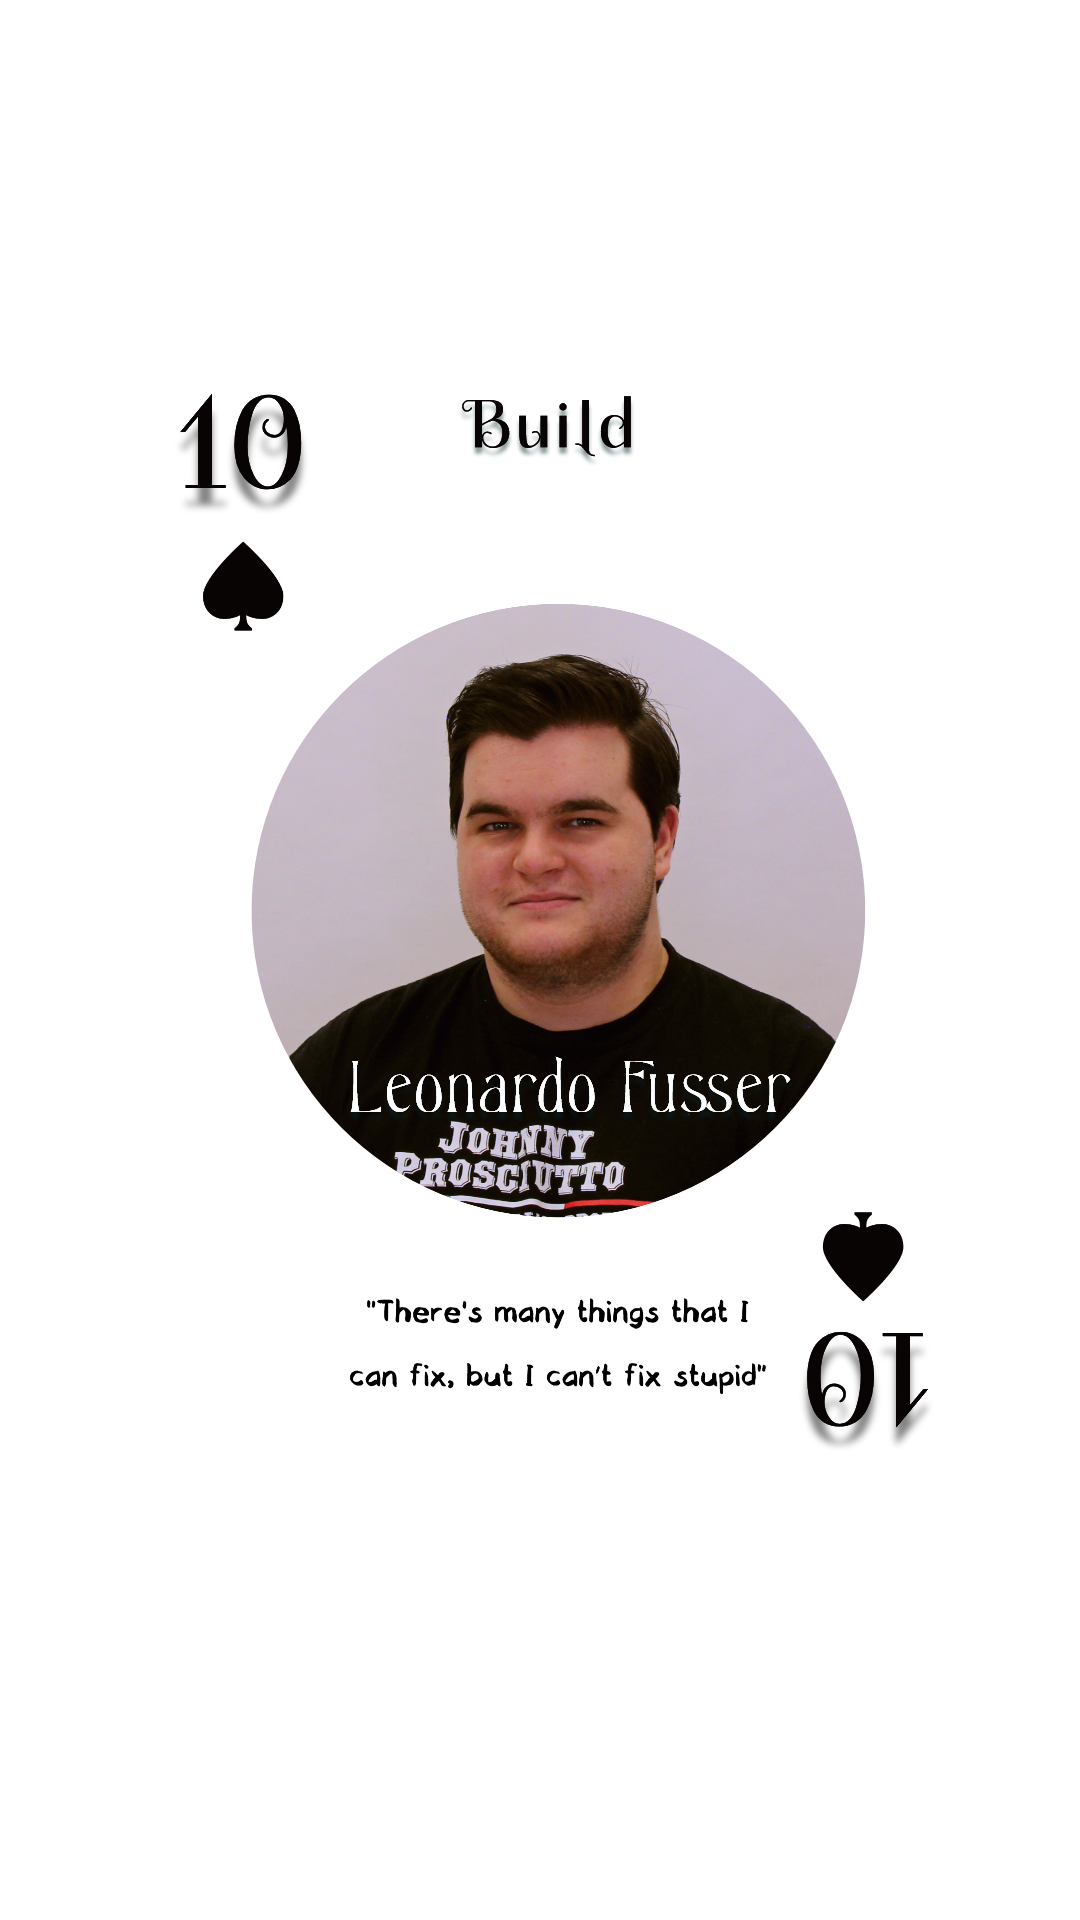 10
Build
Leonardo Fusser
JOHNNY
PROSCIUTTO
"There's many things that I
can fix, but I can't fix stupid"
10